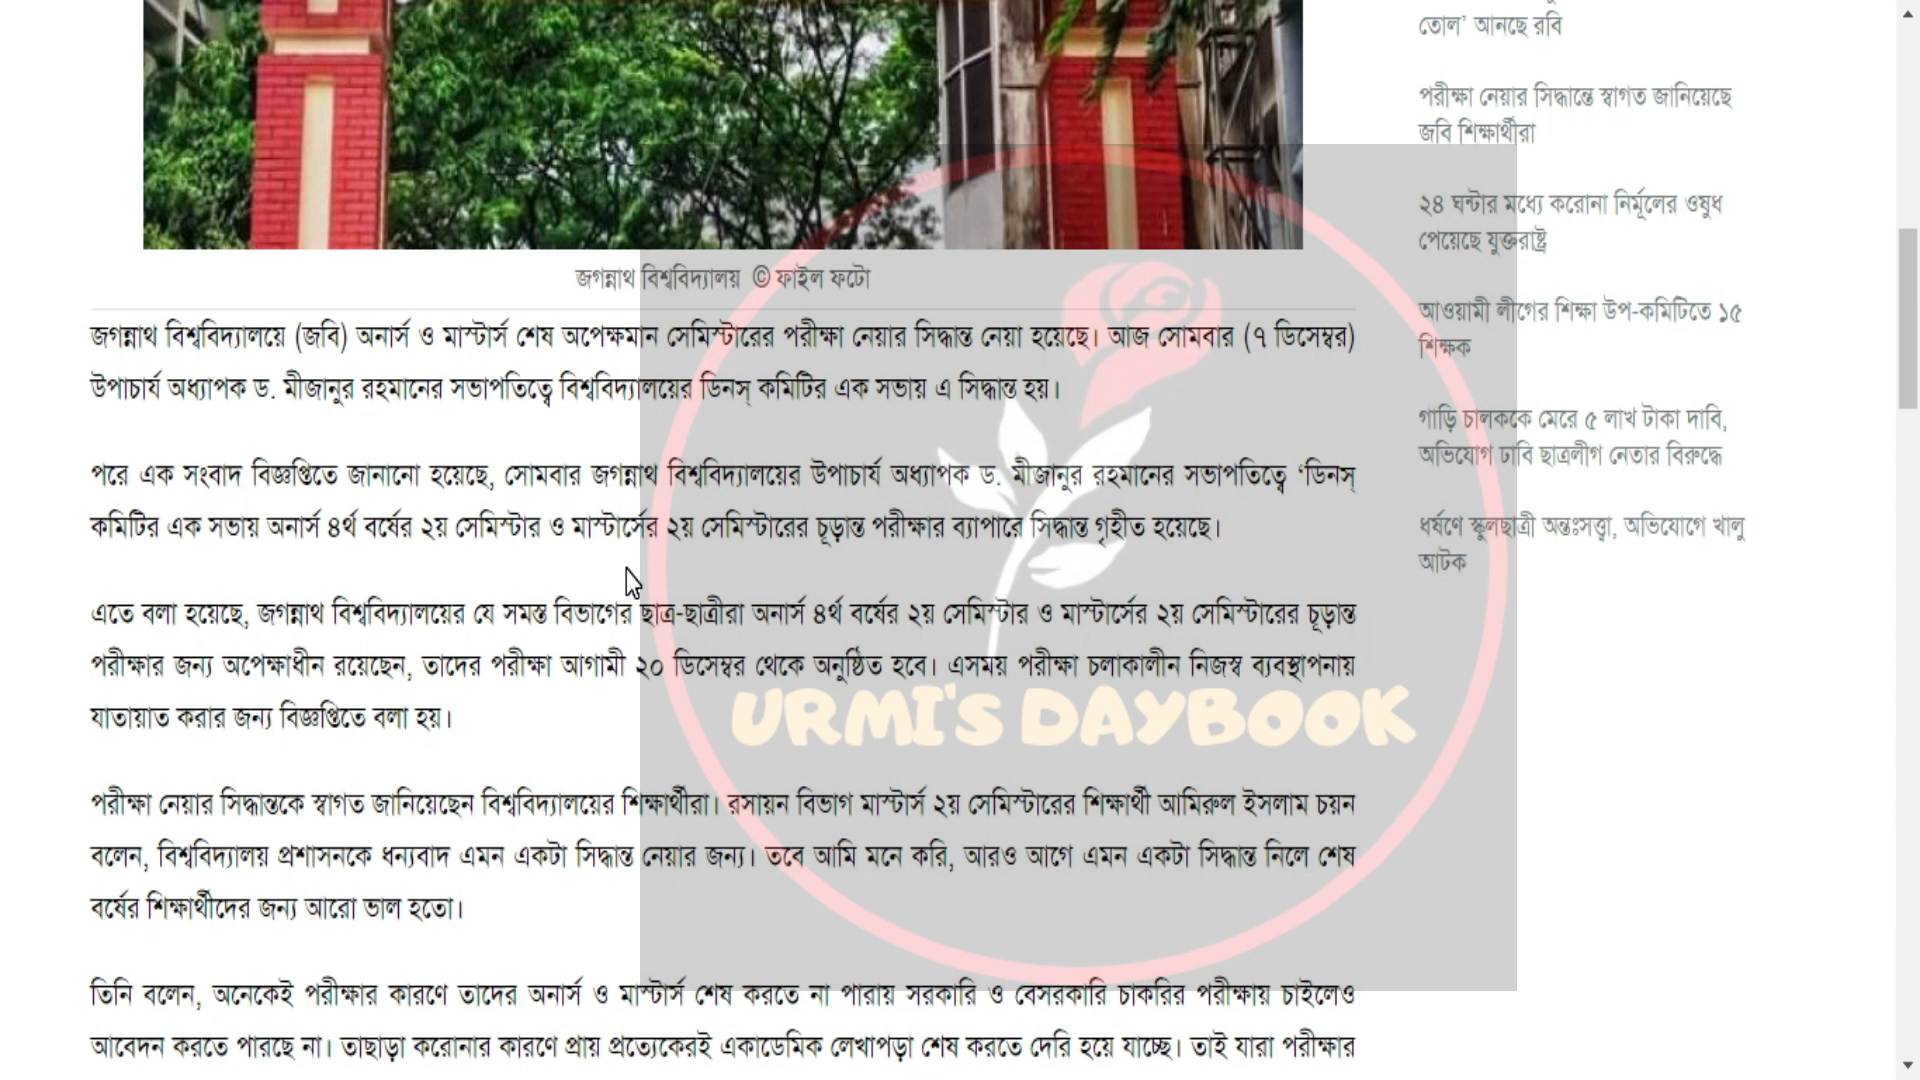 জগন্নাথ বিশ্ববিদ্যালয় © ফাইল ফটো
জগন্নাথ বিশ্ববিদ্যালয়ে (জবি) অনার্স ও মাস্টার্স শেষ অপেক্ষমান সেমিস্টারের পরীক্ষা নেয়ার সিদ্ধান্ত নেয়া হয়েছে। আজ সোমবার (৭ ডিসেম্বর)
উপাচার্য অধ্যাপক ড. মীজানুর রহমানের সভাপতিত্বে বিশ্ববিদ্যালয়ের ডিনস্ কমিটির এক সভায় এ সিদ্ধান্ত হয়।
পরে এক সংবাদ বিজ্ঞপ্তিতে জানানো হয়েছে, সোমবার জগন্নাথ বিশ্ববিদ্যালয়ের উপাচার্য অধ্যাপক ড. মীজানুর রহমানের সভাপতিত্বে ‘ডিনস্
কমিটির এক সভায় অনার্স ৪র্থ বর্ষের ২য় সেমিস্টার ও মাস্টার্সের ২য় সেমিস্টারের চূড়ান্ত পরীক্ষার ব্যাপারে সিদ্ধান্ত গৃহীত হয়েছে।
এতে বলা হয়েছে, জগন্নাথ বিশ্ববিদ্যালয়ের যে সমস্ত বিভাগের ছাত্র-ছাত্রীরা অনার্স ৪র্থ বর্ষের ২য় সেমিস্টার ও মাস্টার্সের ২য় সেমিস্টারের চূড়ান্ত
পরীক্ষার জন্য অপেক্ষাধীন রয়েছেন, তাদের পরীক্ষা আগামী ২০ ডিসেম্বর থেকে অনুষ্ঠিত হবে। এসময় পরীক্ষা চলাকালীন নিজস্ব ব্যবস্থাপনায়
যাতায়াত করার জন্য বিজ্ঞপ্তিতে বলা হয়।
পরীক্ষা নেয়ার সিদ্ধান্তকে স্বাগত জানিয়েছেন বিশ্ববিদ্যালয়ের শিক্ষার্থীরা। রসায়ন বিভাগ মাস্টার্স ২য় সেমিস্টারের শিক্ষার্থী আমিরুল ইসলাম চয়ন
বলেন, বিশ্ববিদ্যালয় প্রশাসনকে ধন্যবাদ এমন একটা সিদ্ধান্ত নেয়ার জন্য। তবে আমি মনে করি, আরও আগে এমন একটা সিদ্ধান্ত নিলে শেষ
বর্ষের শিক্ষার্থীদের জন্য আরো ভাল হতো।
তিনি বলেন, অনেকেই পরীক্ষার কারণে তাদের অনার্স ও মাস্টার্স শেষ করতে না পারায় সরকারি ও বেসরকারি চাকরির পরীক্ষায় চাইলেও
আবেদন করতে পারছে না। তাছাড়া করোনার কারণে প্রায় প্রত্যেকেরই একাডেমিক লেখাপড়া শেষ করতে দেরি হয়ে যাচ্ছে। তাই যারা পরীক্ষার
তোল’ আনছে রবি
পরীক্ষা নেয়ার সিদ্ধান্তে স্বাগত জানিয়েছে
জবি শিক্ষার্থীরা
২৪ ঘন্টার মধ্যে করোনা নির্মূলের ওষুধ
পেয়েছে যুক্তরাষ্ট্র
আওয়ামী লীগের শিক্ষা উপ-কমিটিতে ১৫
শিক্ষক
গাড়ি চালককে মেরে ৫ লাখ টাকা দাবি,
অভিযোগ ঢাবি ছাত্রলীগ নেতার বিরুদ্ধে
ধর্ষণে স্কুলছাত্রী অন্তঃসত্ত্বা, অভিযোগে খালু
আটক
URMI'S DAYBOOK